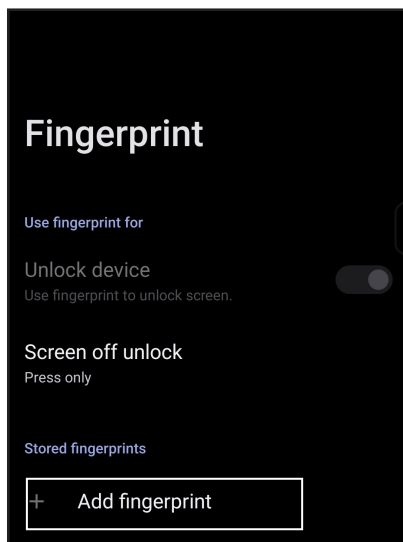 Fingerprint
Use fingerprint for
Unlock device
Use fingerprint to unlock screen.
Screen off unlock
Press only
Stored fingerprints
+ Add fingerprint